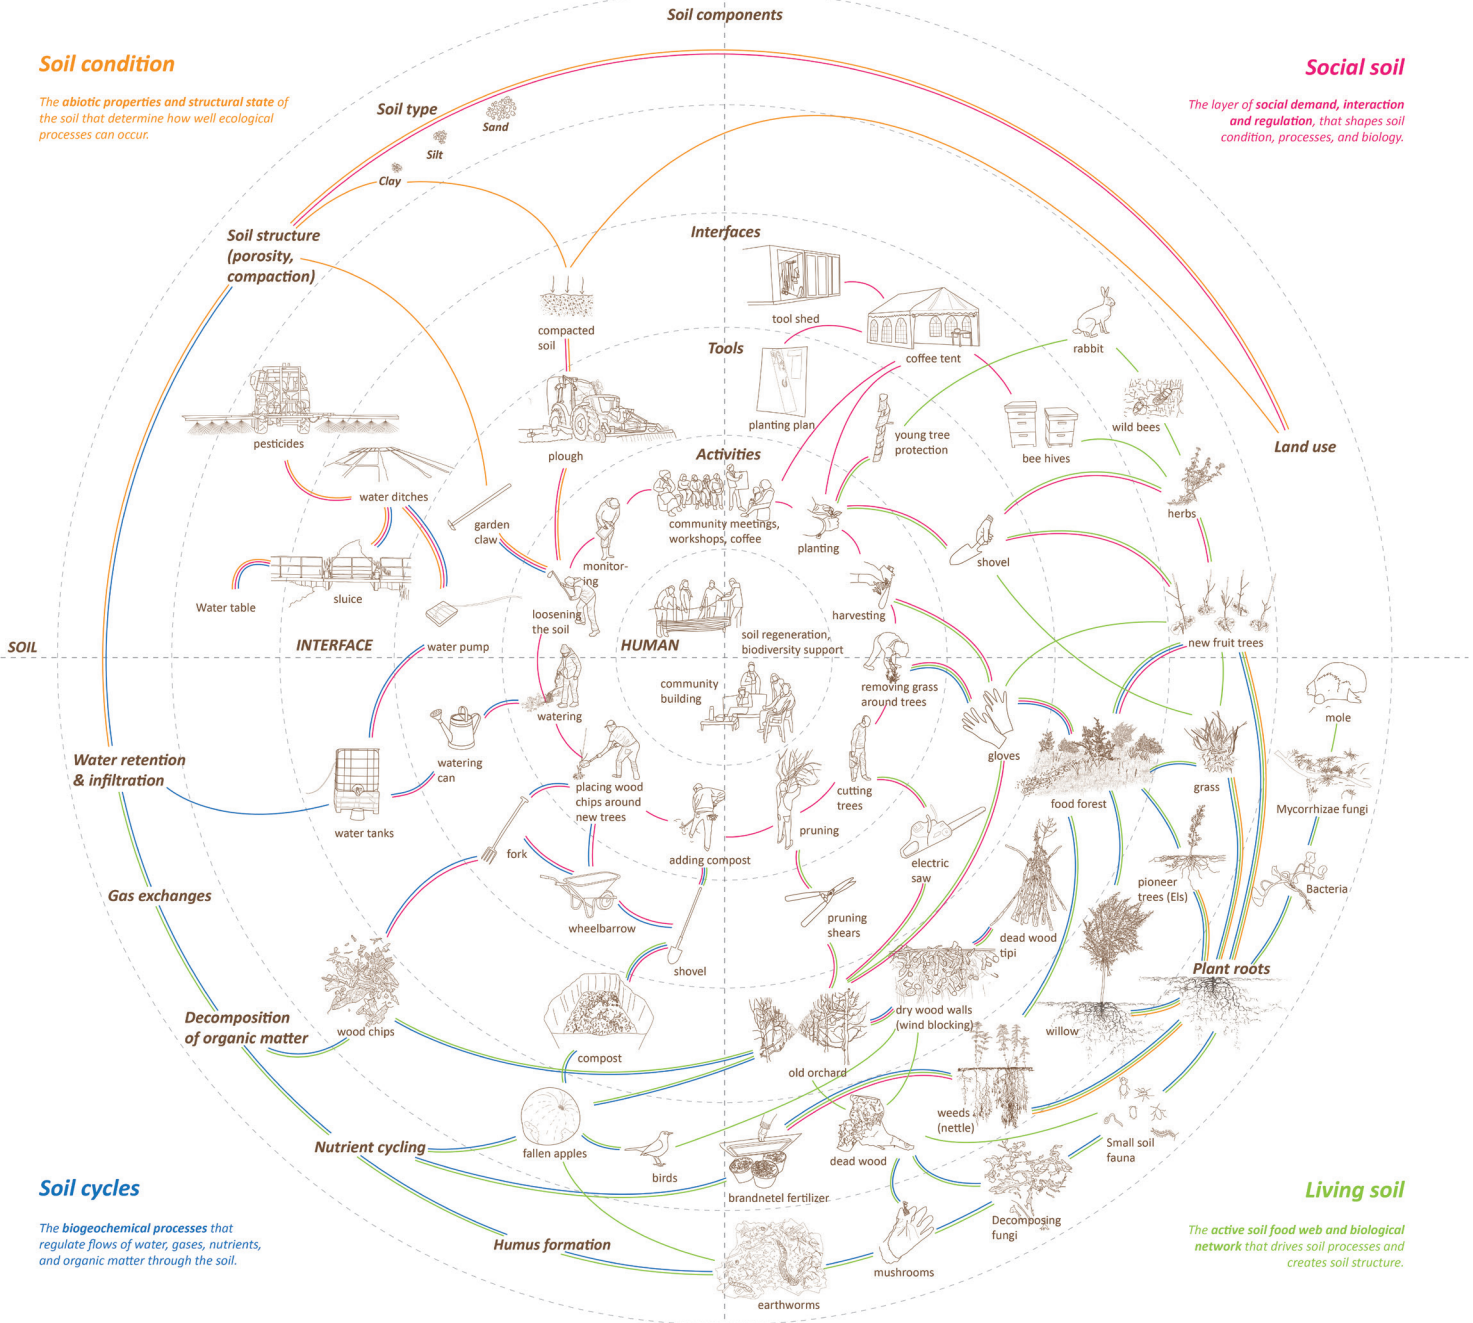 Soil components
Soil condition
The abiotic properties and structural state of
the soil that determine how well ecological
processes can occur.
Social soil
The layer of social demand, interaction
and regulation, that shapes soil
condition, processes, and biology.
Soil type
Sand
Silt
Clay
Soil structure
(porosity,
compaction)
Interfaces
tool shed
compacted
soil
Tools
coffee tent
rabbit
planting plan
wild bees
pesticides
plough
Activities
young tree
protection
bee hives
Land use
water ditches
garden
claw
community meetings,
workshops, coffee
planting
herbs
monitor-
ing
shovel
Water table
sluice
loosening
the soil
harvesting
SOIL
INTERFACE
water pump
HUMAN
soil regeneration,
biodiversity support
new fruit trees
community
building
removing grass
around trees
watering
mole
Water retention
& infiltration
watering
can
gloves
placing wood
chips around
new trees
cutting
trees
grass
food forest
Mycorrhizae fungi
water tanks
pruning
fork
adding compost
electric
saw
pioneer
trees (Els)
Bacteria
Gas exchanges
wheelbarrow
pruning
shears
dead wood
tipi
shovel
Plant roots
Decomposition
of organic matter
wood chips
dry wood walls
(wind blocking)
willow
compost
old orchard
weeds
(nettle)
Nutrient cycling
fallen apples
birds
dead wood
Small soil
fauna
brandnetel fertilizer
Soil cycles
The biogeochemical processes that
regulate flows of water, gases, nutrients,
and organic matter through the soil.
Living soil
The active soil food web and biological
network that drives soil processes and
creates soil structure.
Decomposing
fungi
Humus formation
mushrooms
earthworms